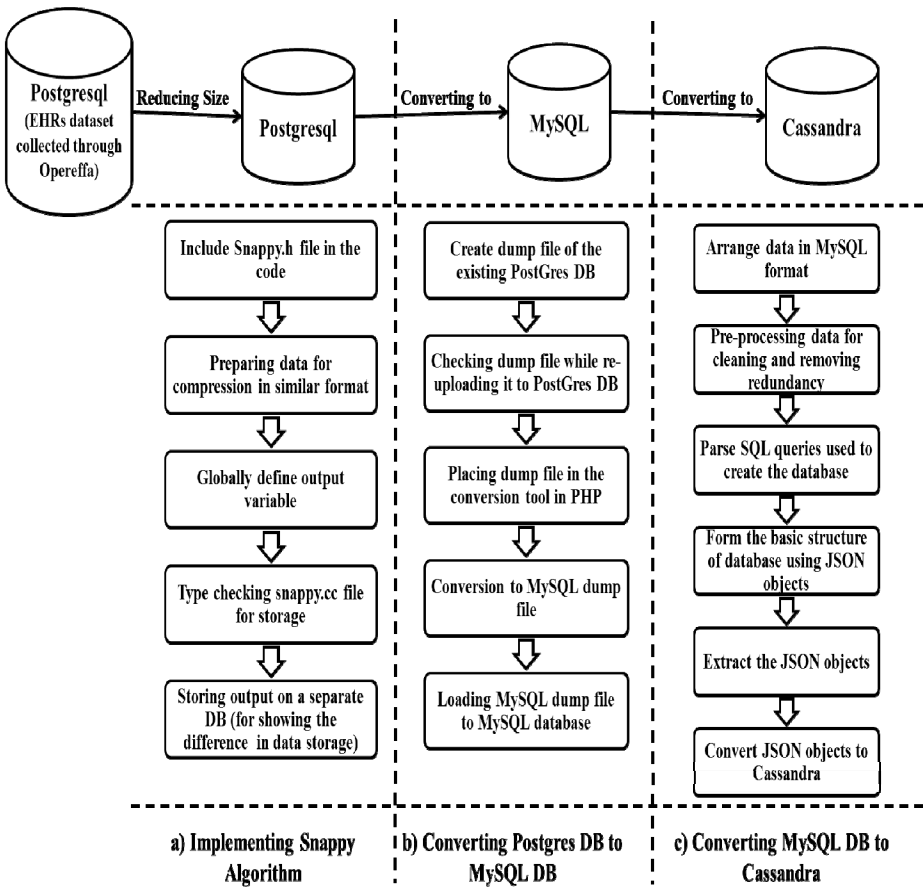 Postgresql
(EHRs dataset
collected through
Opereffa)
Reducing Size
Postgresql
Converting to
MySQL
Converting to
Cassandra
Include Snappy.h file in the
code
Preparing data for
compression in similar format
Globally define output
variable
Type checking snappy.cc file
for storage
Storing output on a separate
DB (for showing the
difference in data storage)
Create dump file of the
existing PostGres DB
Checking dump file while re-
uploading it to PostGres DB
Placing dump file in the
conversion tool in PHP
Conversion to MySQL dump
file
Loading MySQL dump file
to MySQL database
Arrange data in MySQL
format
Pre-processing data for
cleaning and removing
redundancy
Parse SQL queries used to
create the database
Form the basic structure
of database using JSON
objects
Extract the JSON objects
Convert JSON objects to
Cassandra
a) Implementing Snappy
Algorithm
b) Converting Postgres DB to
MySQL DB
c) Converting MySQL DB to
Cassandra